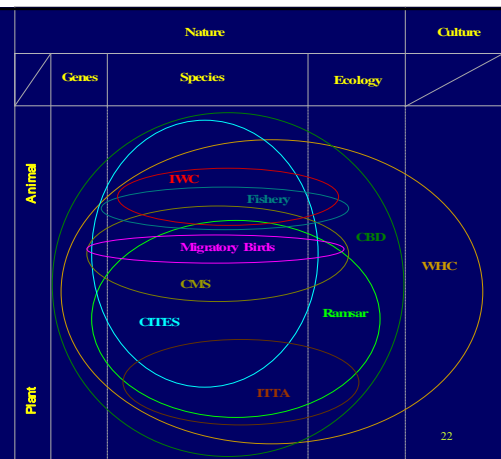 Nature Culture
Genes Species Ecology
Animal
IWC
Fishery
CBD
Migratory Birds
WHC
CMS
Ramsar
CITES
ITTA
Plant
22